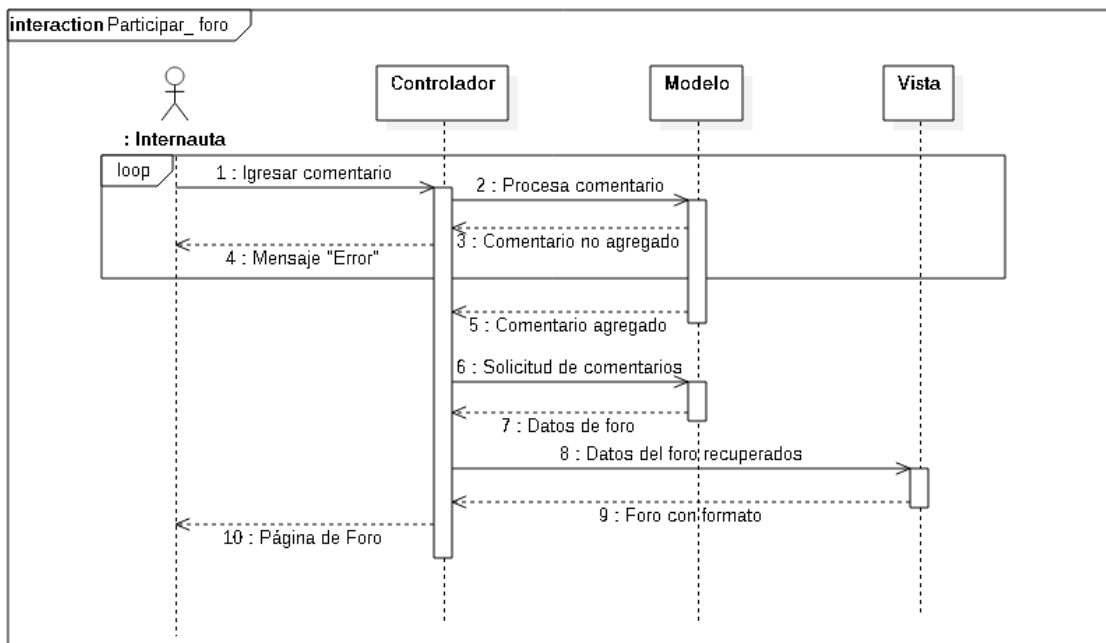 interaction Participar_ foro
Controlador
Modelo
Vista
: Internauta
loop
1 : Igresar comentario
2 : Procesa comentario
3 : Comentario no agregado
4 : Mensaje "Error"
5 : Comentario agregado
6 : Solicitud de comentarios
7 : Datos de foro
8 : Datos del foro recuperados
9 : Foro con formato
10 : Página de Foro